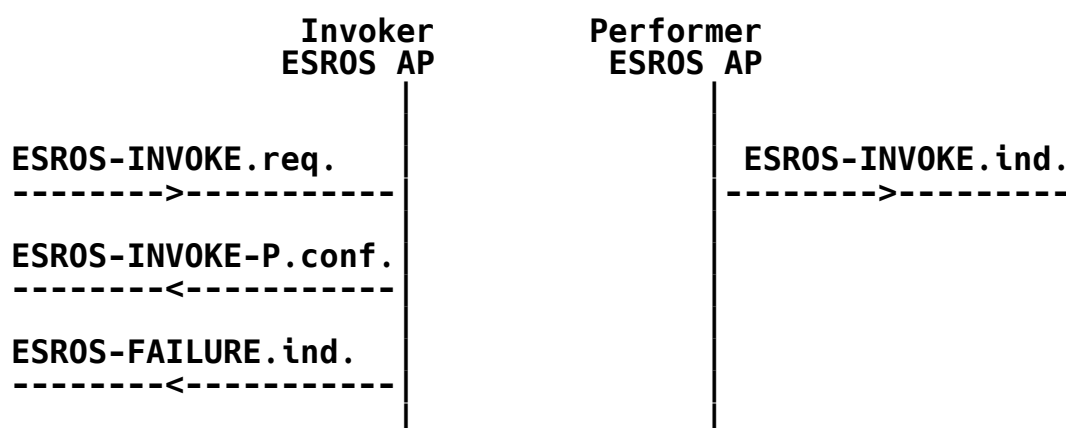 Invoker Performer
ESROS AP ESROS AP
ESROS-INVOKE.req. ESROS-INVOKE.ind.
-------->----------- -------->---------
ESROS-INVOKE-P.conf.
--------<-----------
ESROS-FAILURE.ind.
--------<-----------